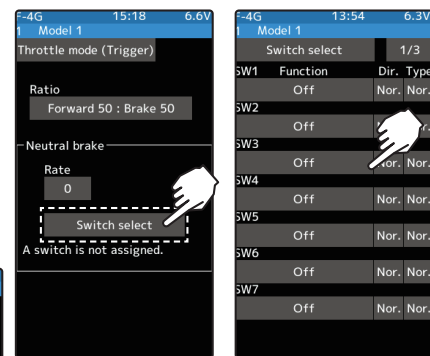 F-4G 15:18 6.6V
1 Model 1
Throttle mode (Trigger)
Ratio
Forward 50 : Brake 50
Neutral brake
Rate
0
Switch select
A switch is not assigned.
F-4G 13:54 6.3V
1 Model 1
Switch select 1/3
SW1 Function Dir. Type
Off Nor. Nor.
SW2
Off
SW3
Off Nor. Nor.
SW4
Off Nor. Nor.
SW5
Off Nor. Nor.
SW6
Off Nor. Nor.
SW7
Off Nor. Nor.